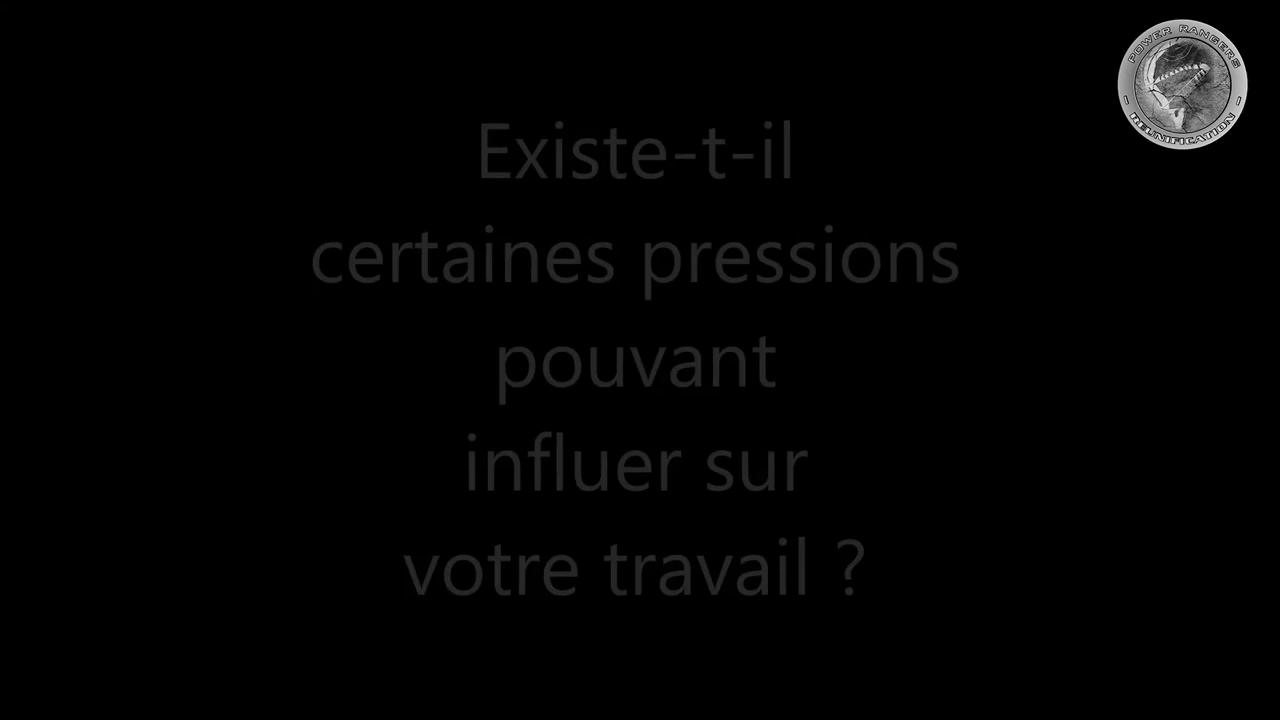 POWER RANGERS
- REUNIFICATION -
Existe-t-il
certaines pressions
pouvant
influer sur
votre travail ?